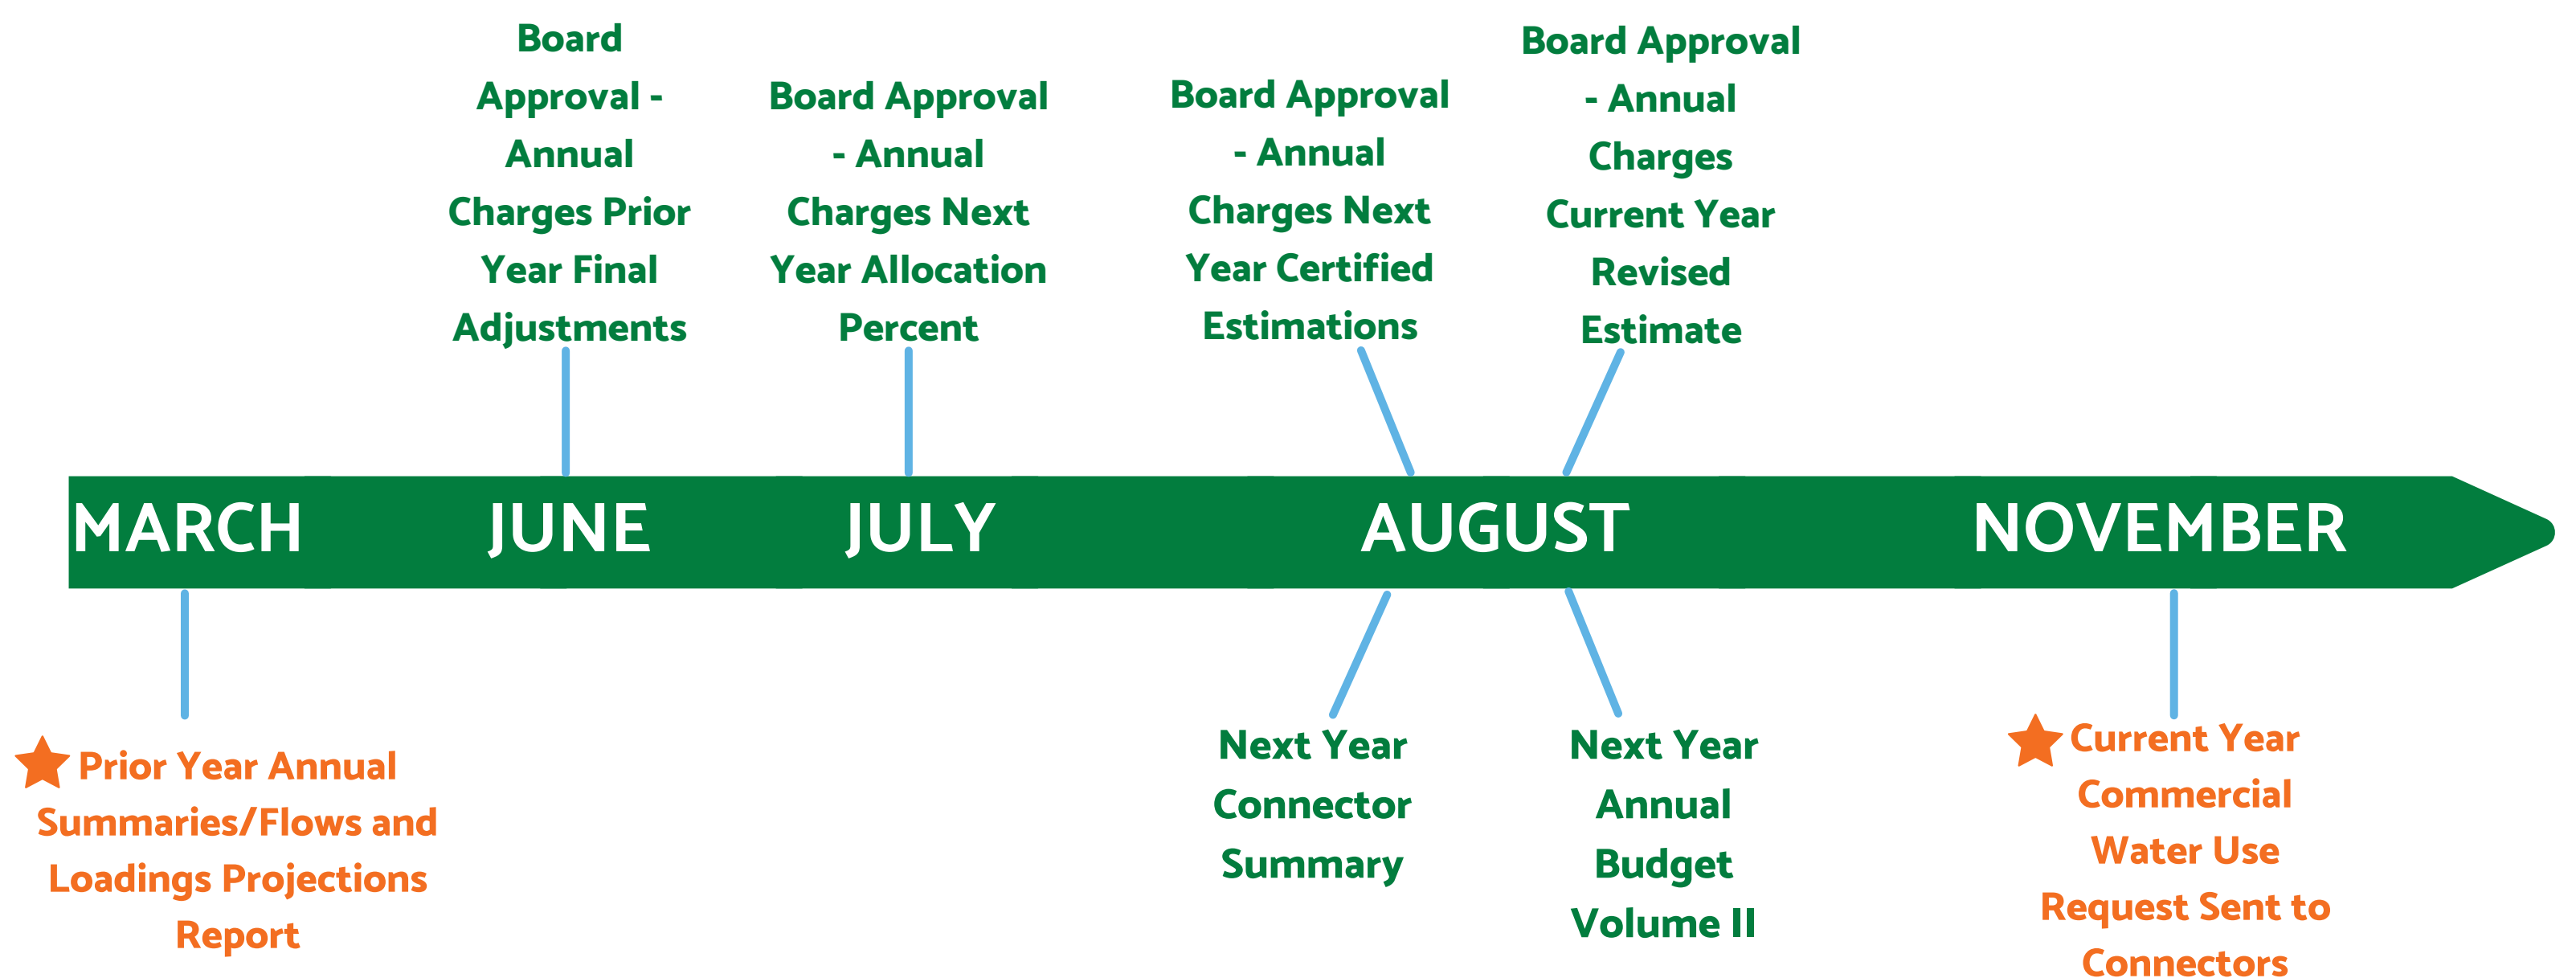 Board
Approval -
Annual
Charges Prior
Year Final
Adjustments
Board Approval
- Annual
Charges Next
Year Allocation
Percent
Board Approval
- Annual
Charges Next
Year Certified
Estimations
Board Approval
- Annual
Charges
Current Year
Revised
Estimate
MARCH
JUNE
JULY
AUGUST
NOVEMBER
Prior Year Annual
Summaries/Flows and
Loadings Projections
Report
Next Year
Connector
Summary
Next Year
Annual
Budget
Volume II
Current Year
Commercial
Water Use
Request Sent to
Connectors